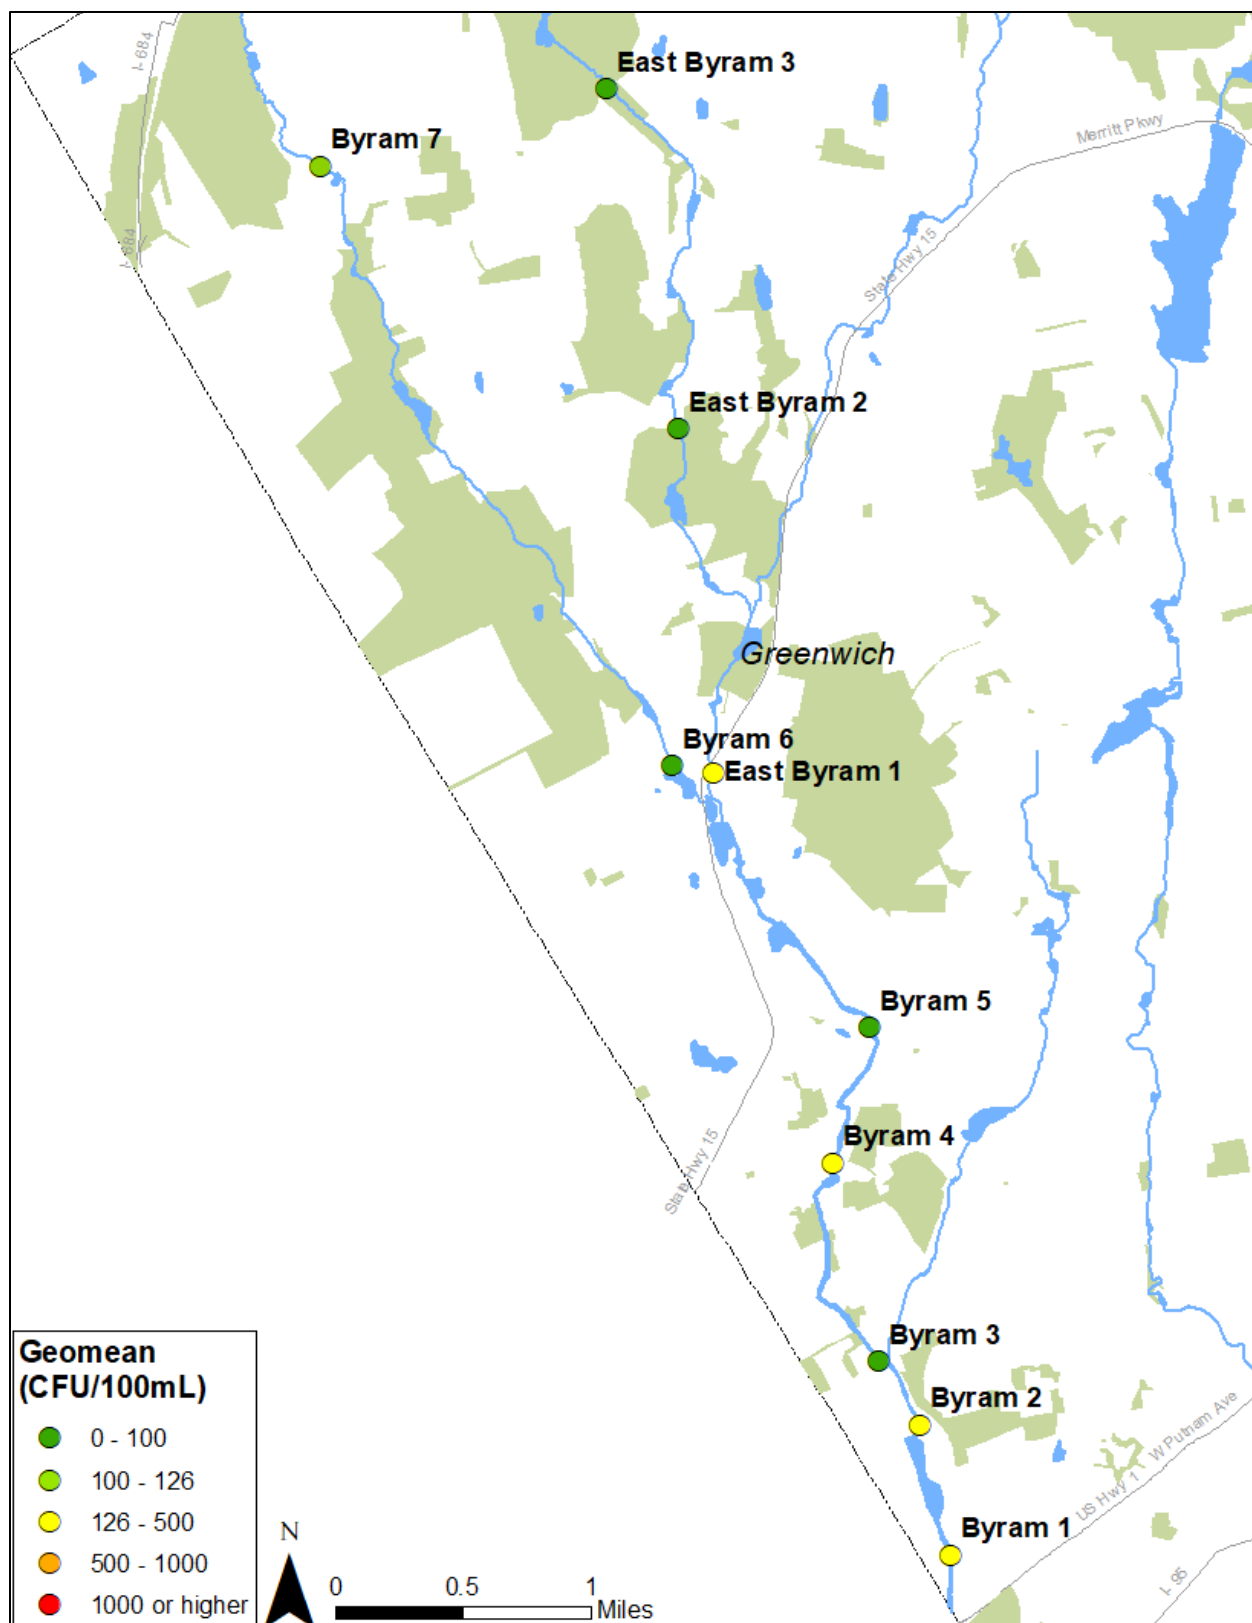 I- 684
East Byram 3
Merritt Pkwy
Byram 7
I- 684
State Hwy 15
East Byram 2
Greenwich
Byram 6
East Byram 1
Byram 5
Byram 4
State Hwy 15
Byram 3
Byram 2
W Putnam Ave
US Hwy 1
Byram 1
I- 95
Geomean
(CFU/100mL)
0 - 100
100 - 126
126 - 500
500 - 1000
1000 or higher
N
0 0.5 1
Miles